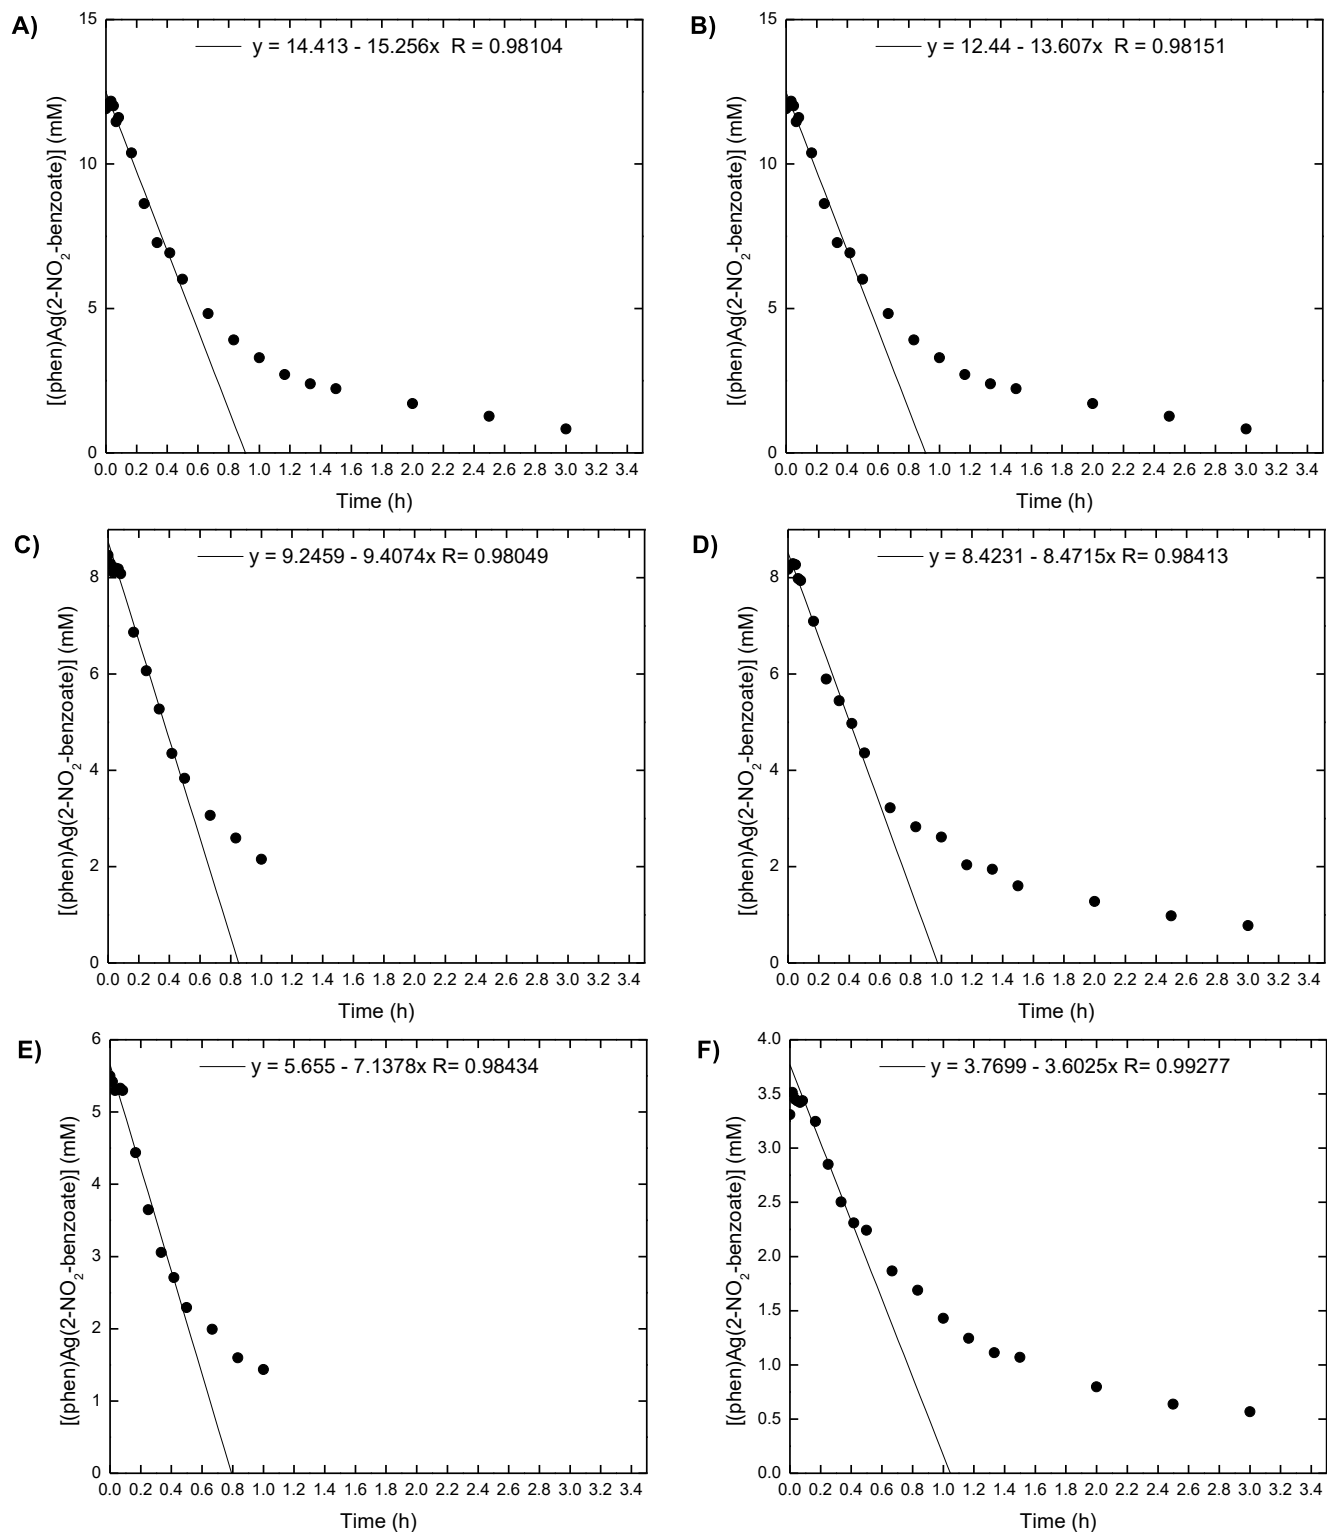 A)
y = 14.413 - 15.256x R = 0.98104
[(phen)Ag(2-NO2-benzoate)] (mM)
15
10
5
0
0.0 0.2 0.4 0.6 0.8 1.0 1.2 1.4 1.6 1.8 2.0 2.2 2.4 2.6 2.8 3.0 3.2 3.4
Time (h)
B)
y = 12.44 - 13.607x R = 0.98151
[(phen)Ag(2-NO2-benzoate)] (mM)
15
10
5
0
0.0 0.2 0.4 0.6 0.8 1.0 1.2 1.4 1.6 1.8 2.0 2.2 2.4 2.6 2.8 3.0 3.2 3.4
Time (h)
C)
y = 9.2459 - 9.4074x R= 0.98049
[(phen)Ag(2-NO2-benzoate)] (mM)
8
6
4
2
0
0.0 0.2 0.4 0.6 0.8 1.0 1.2 1.4 1.6 1.8 2.0 2.2 2.4 2.6 2.8 3.0 3.2 3.4
Time (h)
D)
y = 8.4231 - 8.4715x R= 0.98413
[(phen)Ag(2-NO2-benzoate)] (mM)
8
6
4
2
0
0.0 0.2 0.4 0.6 0.8 1.0 1.2 1.4 1.6 1.8 2.0 2.2 2.4 2.6 2.8 3.0 3.2 3.4
Time (h)
E)
y = 5.655 - 7.1378x R= 0.98434
[(phen)Ag(2-NO2-benzoate)] (mM)
6
5
4
3
2
1
0
0.0 0.2 0.4 0.6 0.8 1.0 1.2 1.4 1.6 1.8 2.0 2.2 2.4 2.6 2.8 3.0 3.2 3.4
Time (h)
F)
y = 3.7699 - 3.6025x R= 0.99277
[(phen)Ag(2-NO2-benzoate)] (mM)
4.0
3.5
3.0
2.5
2.0
1.5
1.0
0.5
0.0
0.0 0.2 0.4 0.6 0.8 1.0 1.2 1.4 1.6 1.8 2.0 2.2 2.4 2.6 2.8 3.0 3.2 3.4
Time (h)